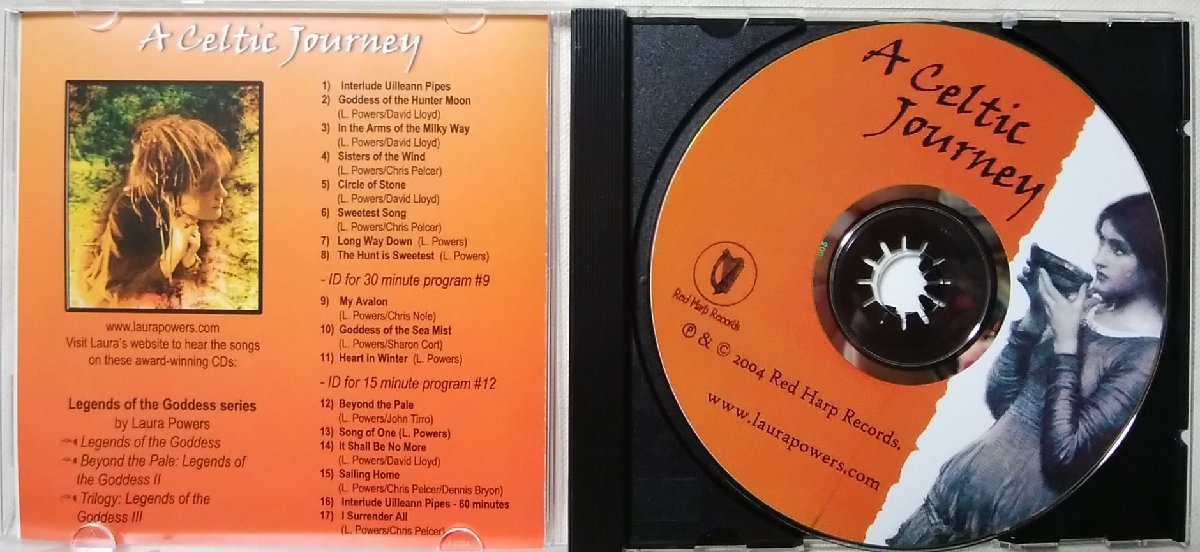 A Celtic Journey
1) Interlude Uilleann Pipes
2) Goddess of the Hunter Moon
(L. Powers/David Lloyd)
3) In the Arms of the Milky Way
(L. Powers/David Lloyd)
4) Sisters of the Wind
(L. Powers/Chris Pelcer)
5) Circle of Stone
(L. Powers/David Lloyd)
6) Sweetest Song
(L. Powers/Chris Pelcer)
7) Long Way Down (L. Powers)
8) The Hunt is Sweetest (L. Powers)
- ID for 30 minute program #9
9) My Avalon
(L. Powers/Chris Nole)
10) Goddess of the Sea Mist
(L. Powers/Sharon Cort)
11) Heart in Winter (L. Powers)
- ID for 15 minute program #12
12) Beyond the Pale
(L. Powers/John Tirro)
13) Song of One (L. Powers)
14) It Shall Be No More
(L. Powers/David Lloyd)
15) Sailing Home
(L. Powers/Chris Pelcer/Dennis Bryon)
16) Interlude Uilleann Pipes - 60 minutes
17) I Surrender All
(L. Powers/Chris Pelcer)
www.laurapowers.com
Visit Laura's website to hear the songs
on these award-winning CDs:
Legends of the Goddess series
by Laura Powers
Legends of the Goddess
Beyond the Pale: Legends of
the Goddess II
Trilogy: Legends of the
Goddess III
A Celtic
Journey
Red Harp Records
℗ & © 2004 Red Harp Records.
www.laurapowers.com